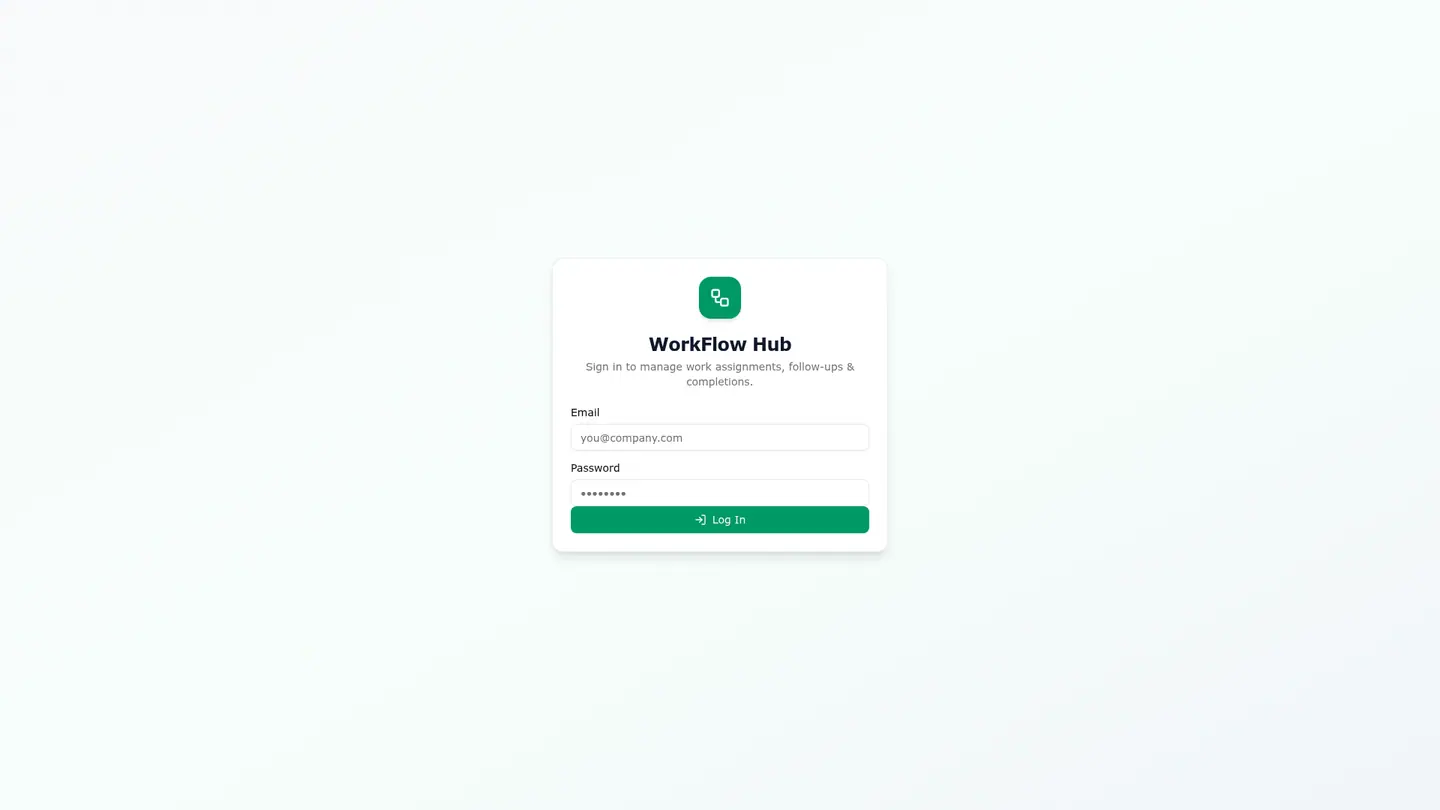 WorkFlow Hub
Sign in to manage work assignments, follow-ups &
completions.
Email
you@company.com
Password
••••••••
Log In